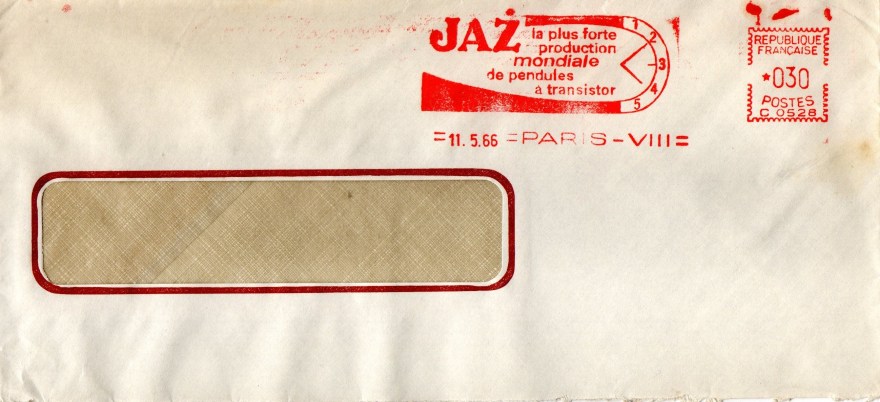 JAŻ
la plus forte
production
mondiale
de pendules
à transistor
1
2
3
4
5
RÉPUBLIQUE
FRANÇAISE
*030
POSTES
C 0528
=11.5.66 =PARIS-VIII=